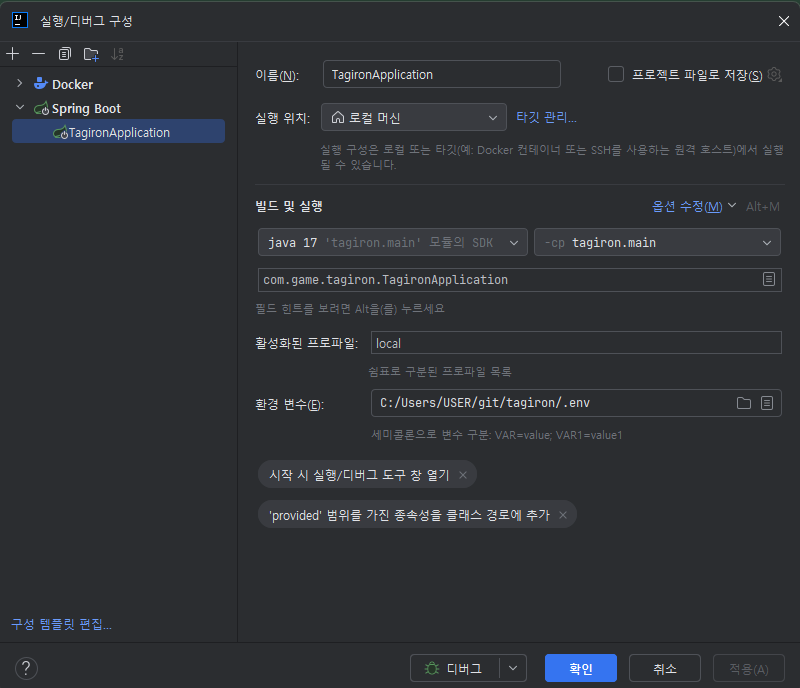 실행/디버그 구성
Docker
Spring Boot
TagironApplication
구성 템플릿 편집...
이름(N):
TagironApplication
프로젝트 파일로 저장(S)
실행 위치:
로컬 머신
타깃 관리...
실행 구성은 로컬 또는 타깃(예: Docker 컨테이너 또는 SSH를 사용하는 원격 호스트)에서 실행
될 수 있습니다.
빌드 및 실행
옵션 수정(M)
Alt+M
java 17 'tagiron.main' 모듈의 SDK
-cp tagiron.main
com.game.tagiron.TagironApplication
필드 힌트를 보려면 Alt을(를) 누르세요
활성화된 프로파일:
local
쉼표로 구분된 프로파일 목록
환경 변수(E):
C:/Users/USER/git/tagiron/.env
세미콜론으로 변수 구분: VAR=value; VAR1=value1
시작 시 실행/디버그 도구 창 열기
'provided' 범위를 가진 종속성을 클래스 경로에 추가
?
디버그
확인
취소
적용(A)